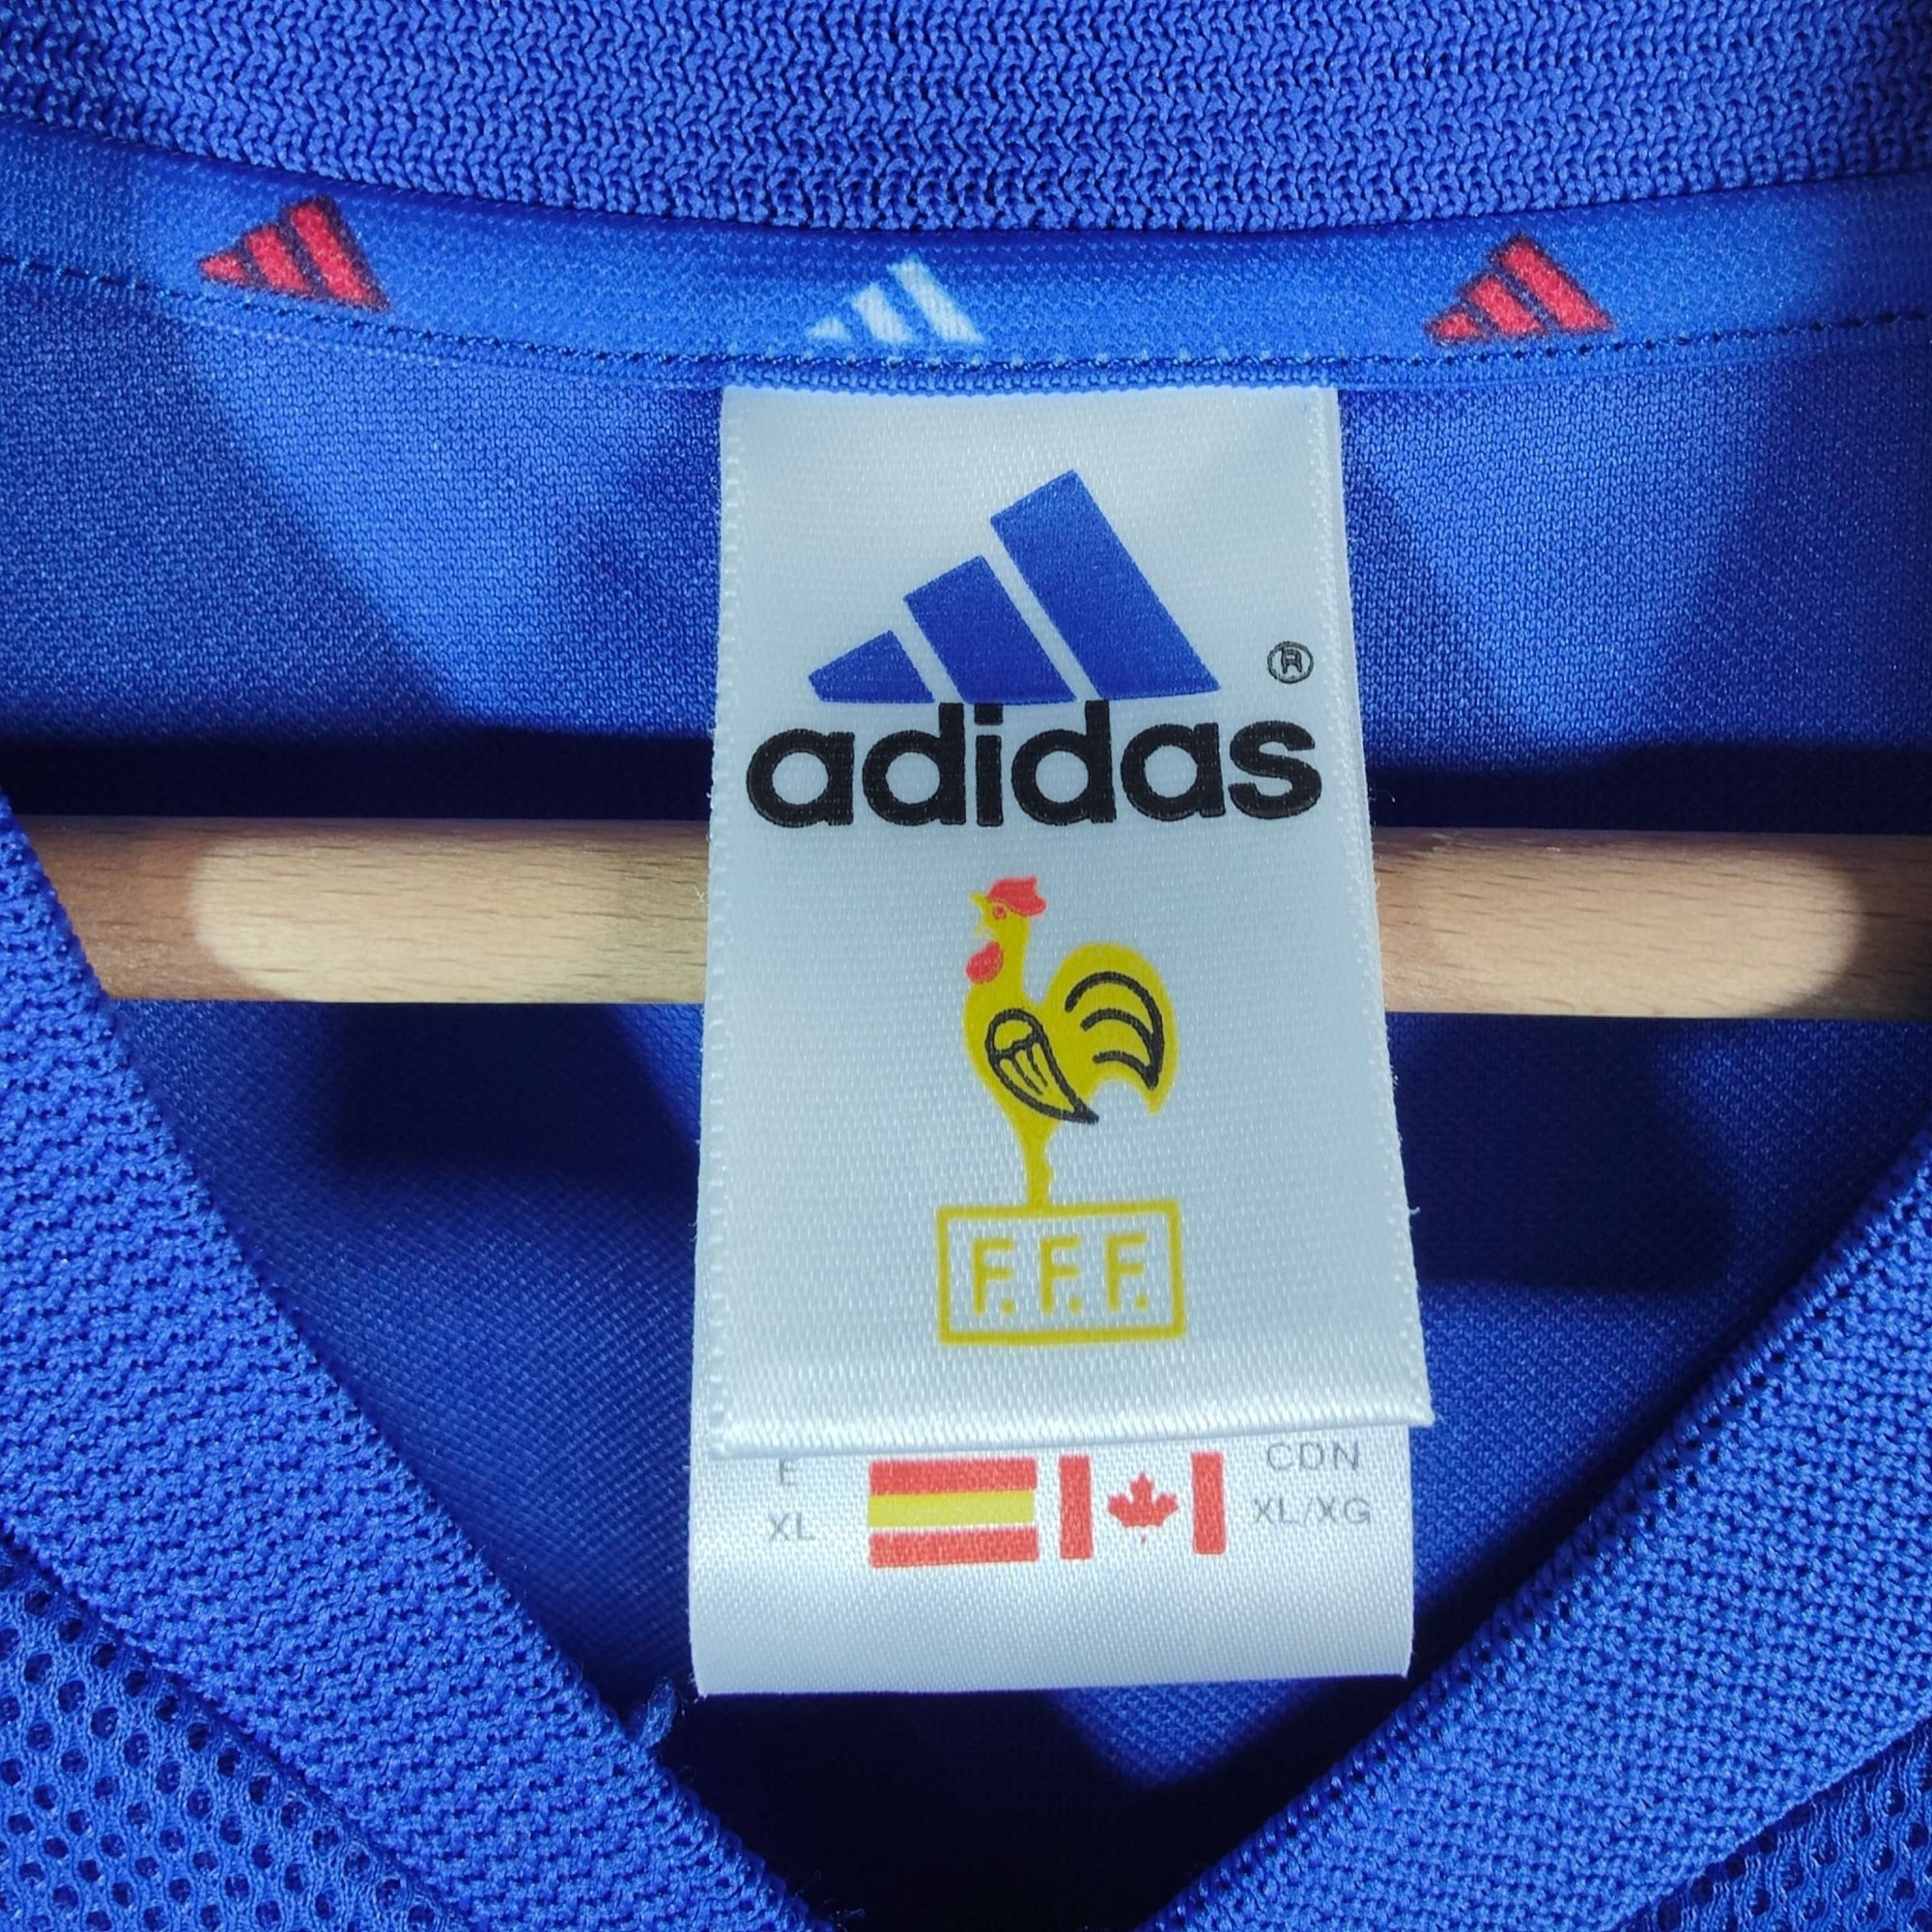 ®
adidas
F.F.F.
E CDN
XL XL/XG